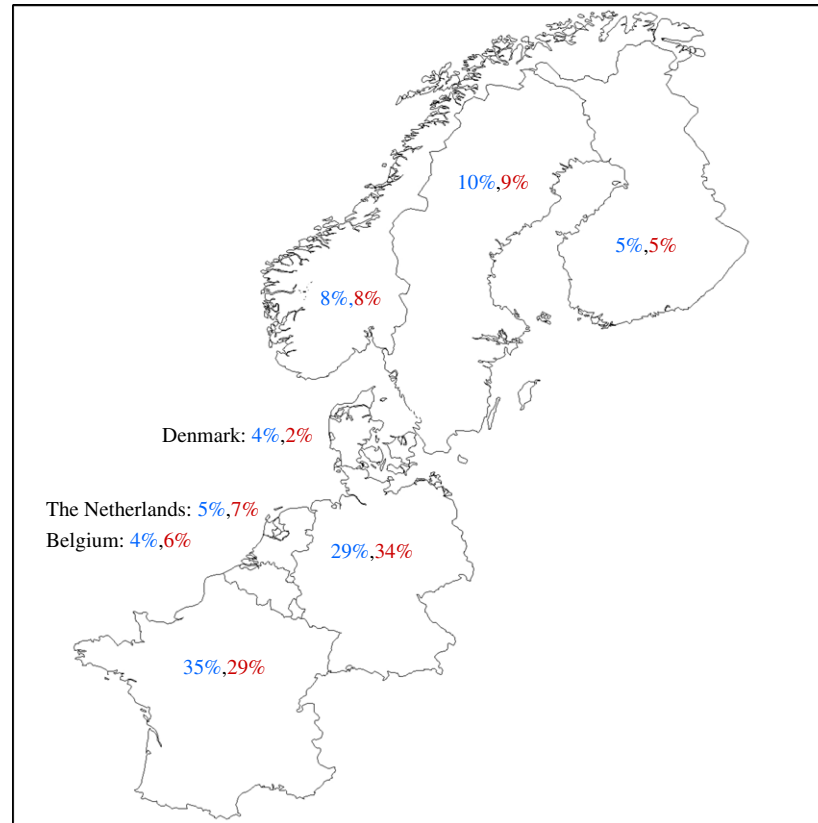 10%,9%
5%,5%
8%,8%
Denmark: 4%,2%
The Netherlands: 5%,7%
Belgium: 4%,6%
29%,34%
35%,29%